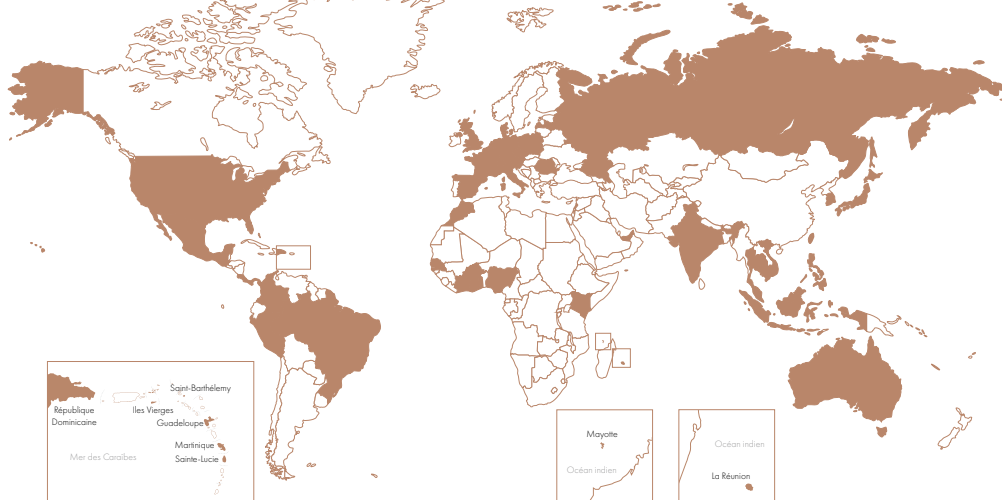 Saint-Barthélemy
République
Dominicaine
Iles Vierges
Guadeloupe
Martinique
Mer des Caraïbes
Sainte-Lucie
Mayotte
Océan indien
Océan indien
La Réunion